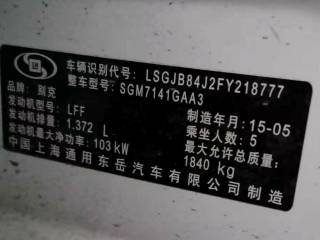 GM
车辆识别代号: LSGJB84J2FY218777
整车型号: SGM7141GAA3
品牌: 别克
发动机型号: LFF 制造年月: 15-05
发动机排量: 1.372 L 乘坐人数: 5
发动机最大净功率: 103 kW 最大允许总质量:
1840 kg
中国上海通用东岳汽车有限公司制造